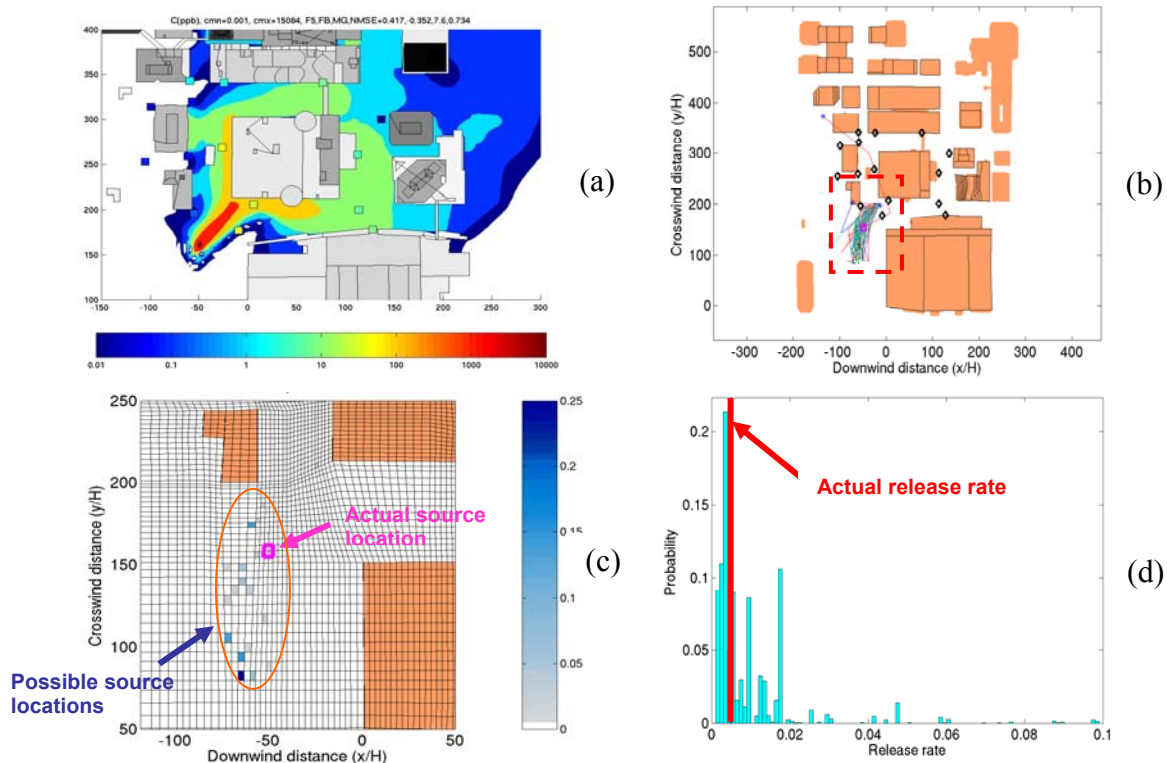 C(ppb), cmn=0.001, cmx=15084, F5,FB,MG,NMSE=0.417,-0.352,7.6,0.734
400
350
300
250
200
150
100
-150 -100 -50 0 50 100 150 200 250 300
0.01 0.1 1 10 100 1000 10000
(a)
Crosswind distance (y/H)
500
400
300
200
100
0
-300 -200 -100 0 100 200 300 400
Downwind distance (x/H)
(b)
Crosswind distance (y/H)
250
200
150
100
50
-100 -50 0 50
Downwind distance (x/H)
0.25
0.2
0.15
0.1
0.05
0
Actual source
location
Possible source
locations
(c)
Probability
0.2
0.15
0.1
0.05
0
0 0.02 0.04 0.06 0.08 0.1
Release rate
Actual release rate
(d)